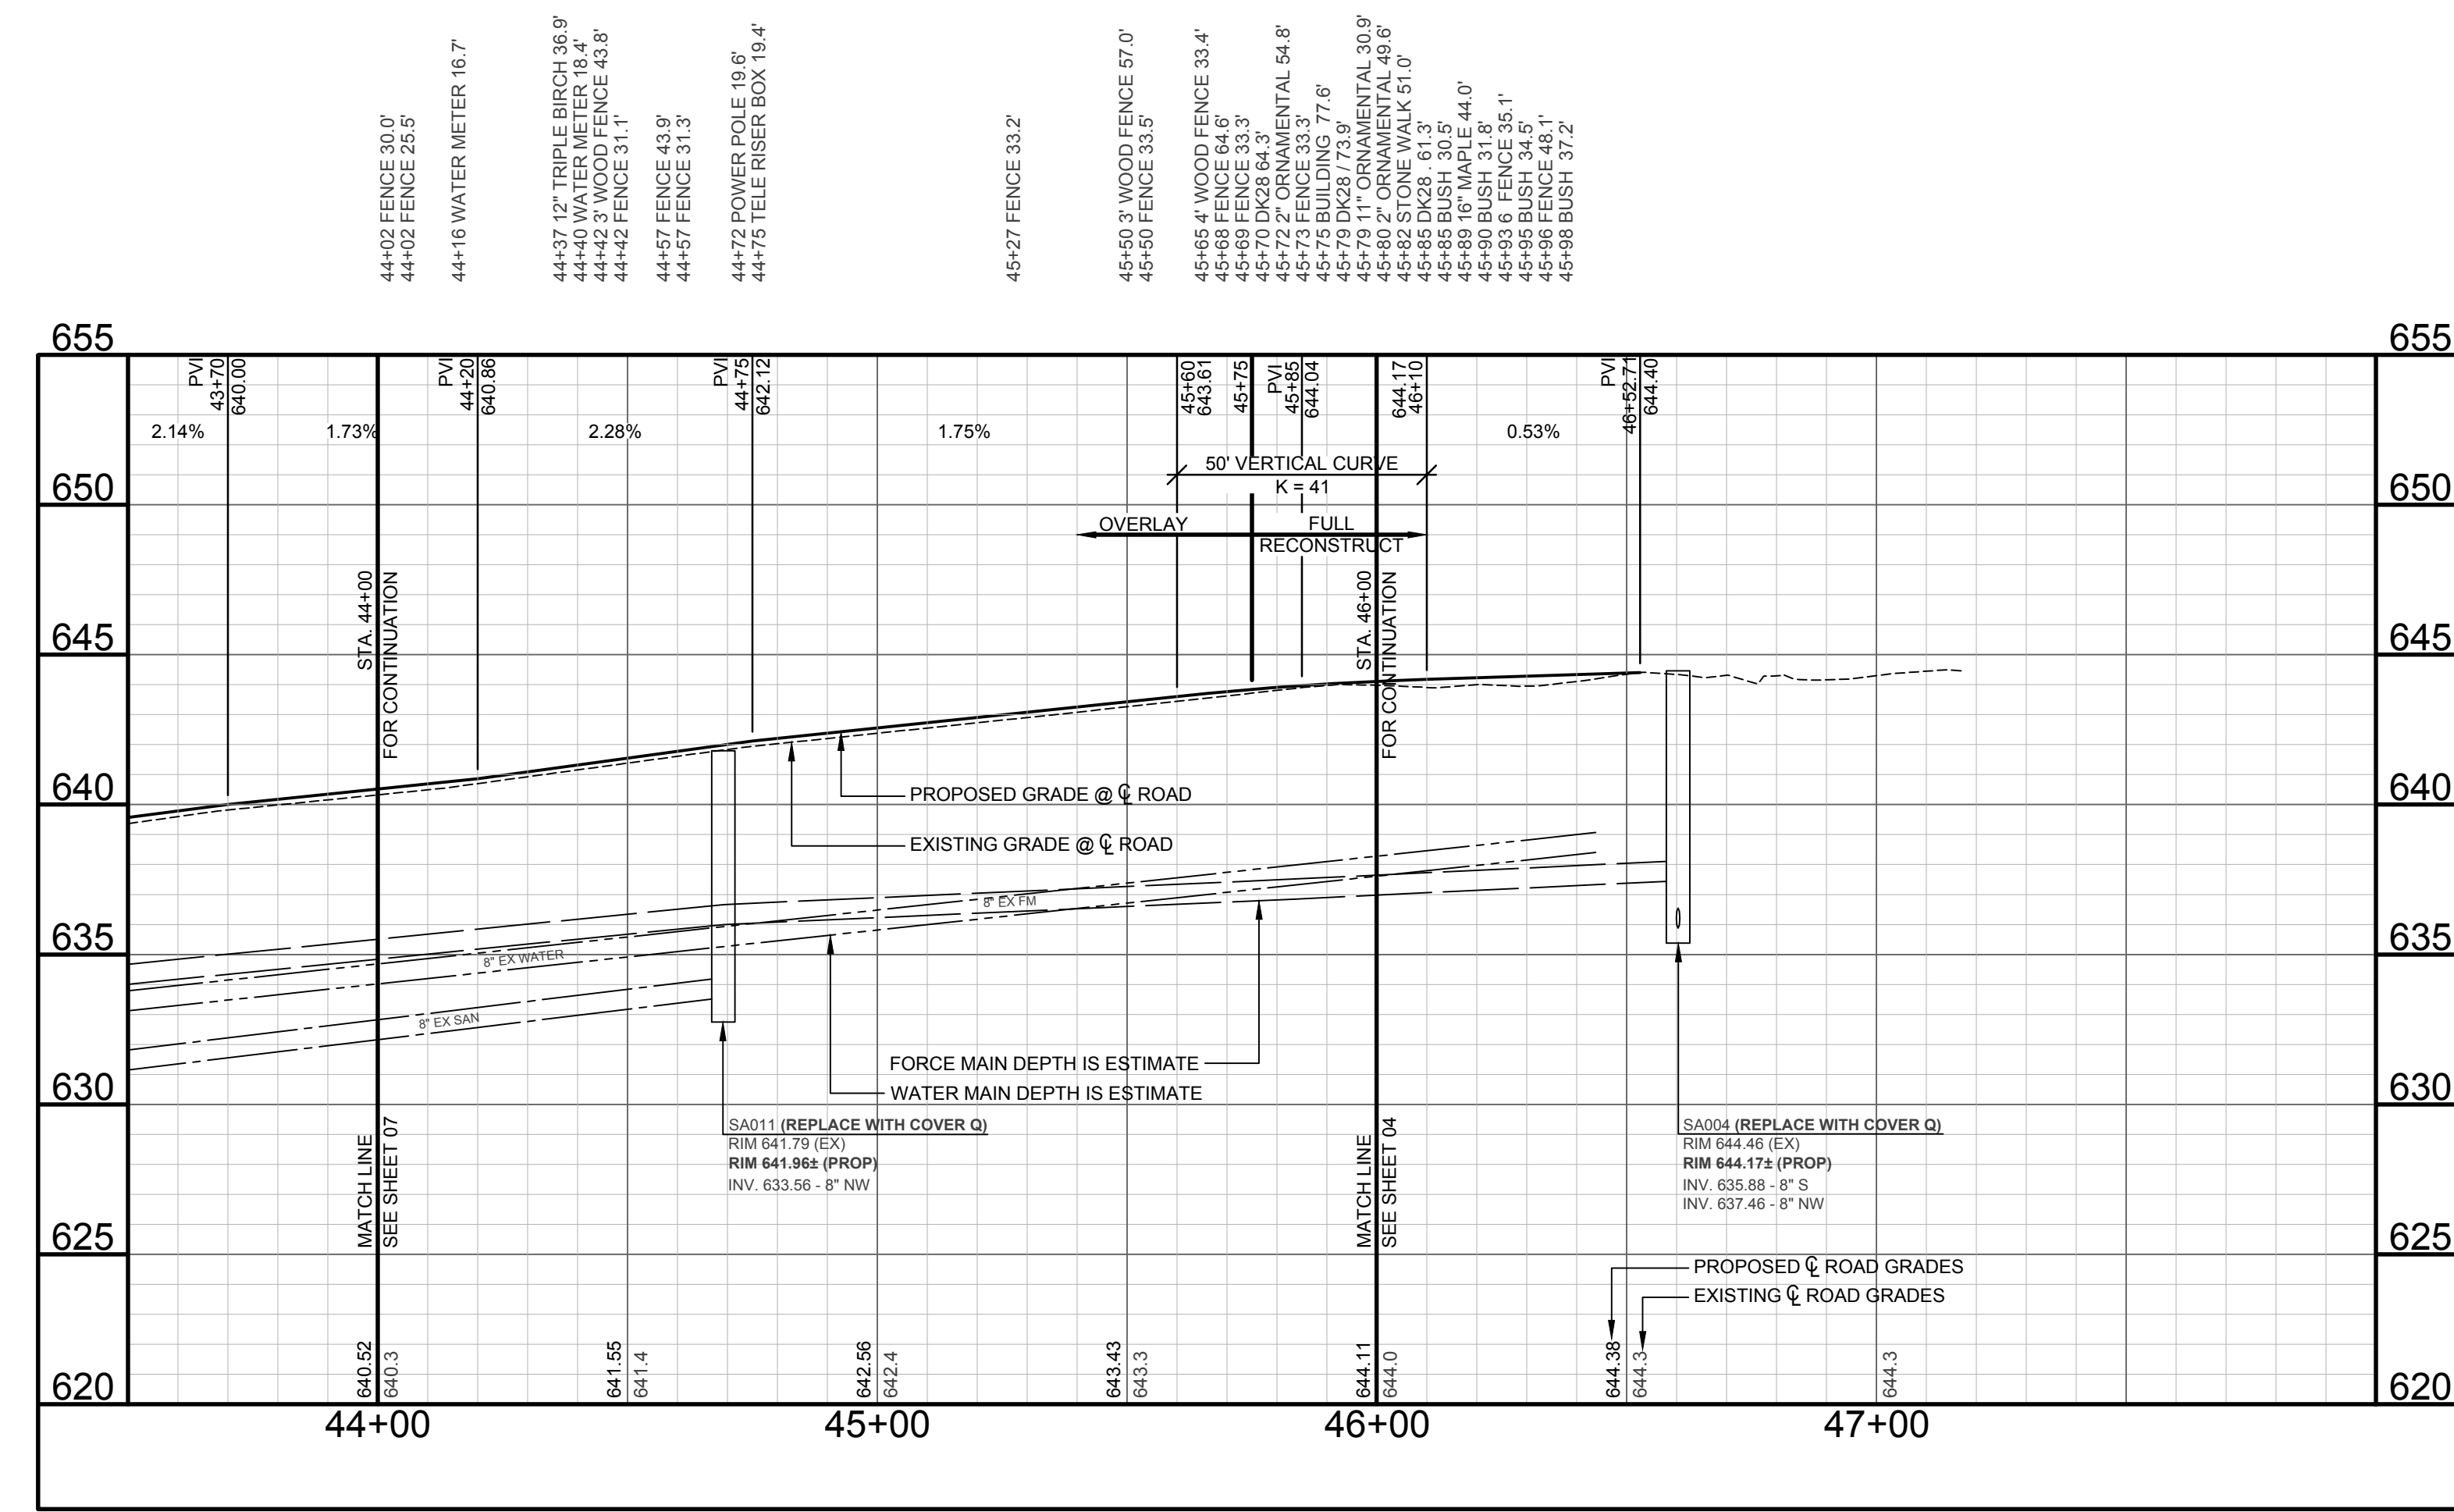 44+02 FENCE 30.0'
44+02 FENCE 25.5'
44+16 WATER METER 16.7'
44+37 12" TRIPLE BIRCH 36.9'
44+40 WATER METER 18.4'
44+42 3' WOOD FENCE 43.8'
44+42 FENCE 31.1'
44+57 FENCE 43.9'
44+57 FENCE 31.3'
44+72 POWER POLE 19.6'
44+75 TELE RISER BOX 19.4'
45+27 FENCE 33.2'
45+50 3' WOOD FENCE 57.0'
45+50 FENCE 33.5'
45+65 4' WOOD FENCE 33.4'
45+68 FENCE 64.6'
45+69 FENCE 33.3'
45+70 DK28 64.3'
45+72 2" ORNAMENTAL 54.8'
45+73 FENCE 33.3'
45+75 BUILDING 77.6'
45+79 DK28 / 73.9'
45+79 11" ORNAMENTAL 30.9'
45+80 2" ORNAMENTAL 49.6'
45+82 STONE WALK 51.0'
45+85 DK28 . 61.3'
45+85 BUSH 30.5'
45+89 16" MAPLE 44.0'
45+90 BUSH 31.8'
45+93 6 FENCE 35.1'
45+95 BUSH 34.5'
45+96 FENCE 48.1'
45+98 BUSH 37.2'
655
655
PVI
43+70
640.00
PVI
44+20
640.86
PVI
44+75
642.12
45+60
643.61
45+75
PVI
45+85
644.04
644.17
46+10
PVI
46+52.71
644.40
2.14%
1.73%
2.28%
1.75%
0.53%
50' VERTICAL CURVE
K = 41
650
650
OVERLAY
FULL
RECONSTRUCT
STA. 44+00
FOR CONTINUATION
STA. 46+00
FOR CONTINUATION
645
645
640
640
PROPOSED GRADE @ ℄ ROAD
EXISTING GRADE @ ℄ ROAD
8" EX FM
635
635
8" EX WATER
8" EX SAN
FORCE MAIN DEPTH IS ESTIMATE
WATER MAIN DEPTH IS ESTIMATE
630
630
SA011 (REPLACE WITH COVER Q)
RIM 641.79 (EX)
RIM 641.96± (PROP)
INV. 633.56 - 8" NW
SA004 (REPLACE WITH COVER Q)
RIM 644.46 (EX)
RIM 644.17± (PROP)
INV. 635.88 - 8" S
INV. 637.46 - 8" NW
MATCH LINE
SEE SHEET 07
MATCH LINE
SEE SHEET 04
625
625
PROPOSED ℄ ROAD GRADES
EXISTING ℄ ROAD GRADES
640.52
640.3
641.55
641.4
642.56
642.4
643.43
643.3
644.11
644.0
644.38
644.3
644.3
620
620
44+00
45+00
46+00
47+00